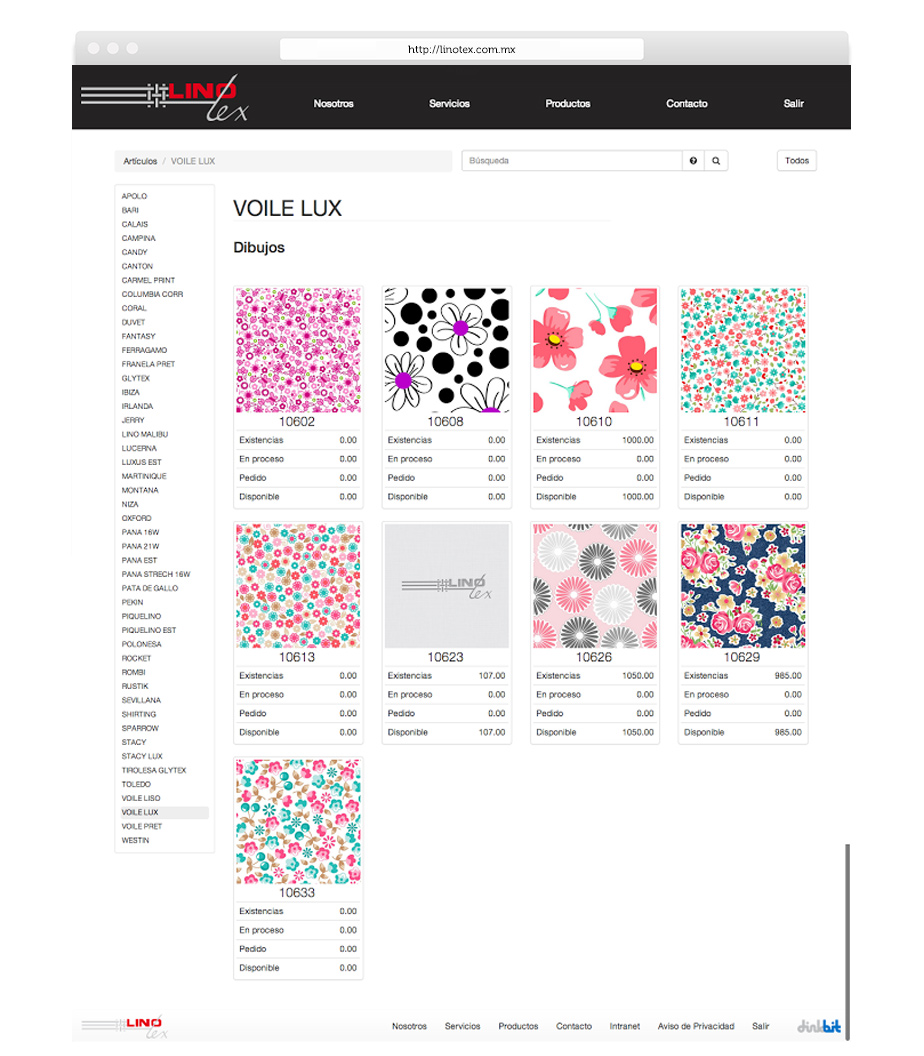 http://linotex.com.mx
LINO
tex
Nosotros Servicios Productos Contacto Salir
Artículos / VOILE LUX
Búsqueda
Todos
APOLO
BARI
CALAIS
CAMPINA
CANDY
CANTON
CARMEL PRINT
COLUMBIA CORR
CORAL
DUVET
FANTASY
FERRAGAMO
FRANELA PRET
GLYTEX
IBIZA
IRLANDA
JERRY
LINO MALIBU
LUCERNA
LUXUS EST
MARTINIQUE
MONTANA
NIZA
OXFORD
PANA 16W
PANA 21W
PANA EST
PANA STRECH 16W
PATA DE GALLO
PEKIN
PIQUELINO
PIQUELINO EST
POLONESA
ROCKET
ROMBI
RUSTIK
SEVILLANA
SHIRTING
SPARROW
STACY
STACY LUX
TIROLESA GLYTEX
TOLEDO
VOILE LISO
VOILE LUX
VOILE PRET
WESTIN
VOILE LUX
Dibujos
10602
Existencias 0.00
En proceso 0.00
Pedido 0.00
Disponible 0.00
10608
Existencias 0.00
En proceso 0.00
Pedido 0.00
Disponible 0.00
10610
Existencias 1000.00
En proceso 0.00
Pedido 0.00
Disponible 1000.00
10611
Existencias 0.00
En proceso 0.00
Pedido 0.00
Disponible 0.00
10613
Existencias 0.00
En proceso 0.00
Pedido 0.00
Disponible 0.00
LINO
tex
10623
Existencias 107.00
En proceso 0.00
Pedido 0.00
Disponible 107.00
10626
Existencias 1050.00
En proceso 0.00
Pedido 0.00
Disponible 1050.00
10629
Existencias 985.00
En proceso 0.00
Pedido 0.00
Disponible 985.00
10633
Existencias 0.00
En proceso 0.00
Pedido 0.00
Disponible 0.00
LINO
tex
Nosotros Servicios Productos Contacto Intranet Aviso de Privacidad Salir
dinkbit